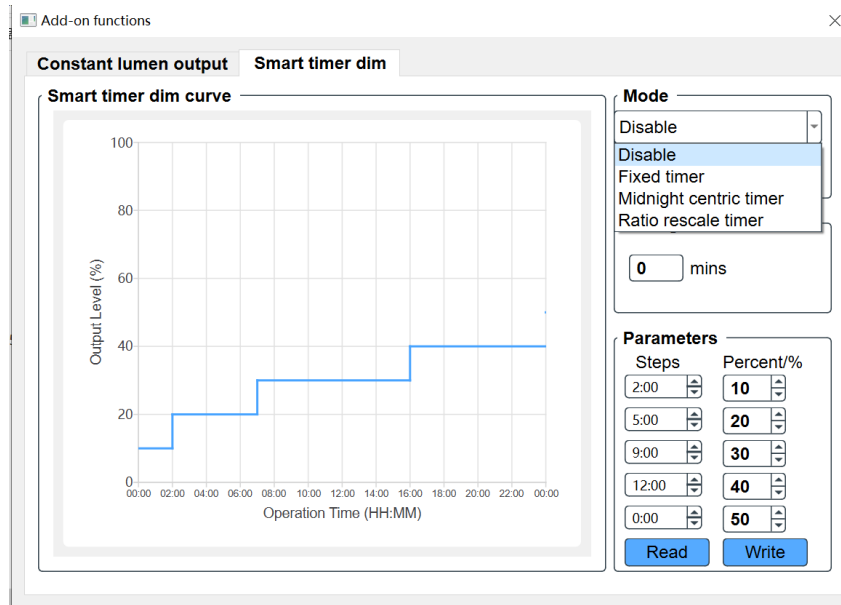 Add-on functions
Constant lumen output
Smart timer dim
Smart timer dim curve
100
80
60
40
20
0
Output Level (%)
00:00 02:00 04:00 06:00 08:00 10:00 12:00 14:00 16:00 18:00 20:00 22:00 00:00
Operation Time (HH:MM)
Mode
Disable
Disable
Fixed timer
Midnight centric timer
Ratio rescale timer
0 mins
Parameters
Steps Percent/%
2:00 10
5:00 20
9:00 30
12:00 40
0:00 50
Read Write